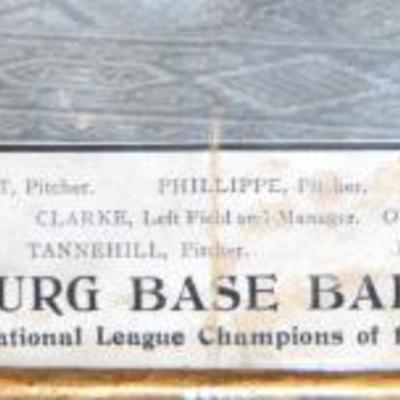 T, Pitcher. PHILLIPPE, Pitcher.
CLARKE, Left Field and Manager. O
TANNEHILL, Pitcher.
URG BASE BAL
ational League Champions of